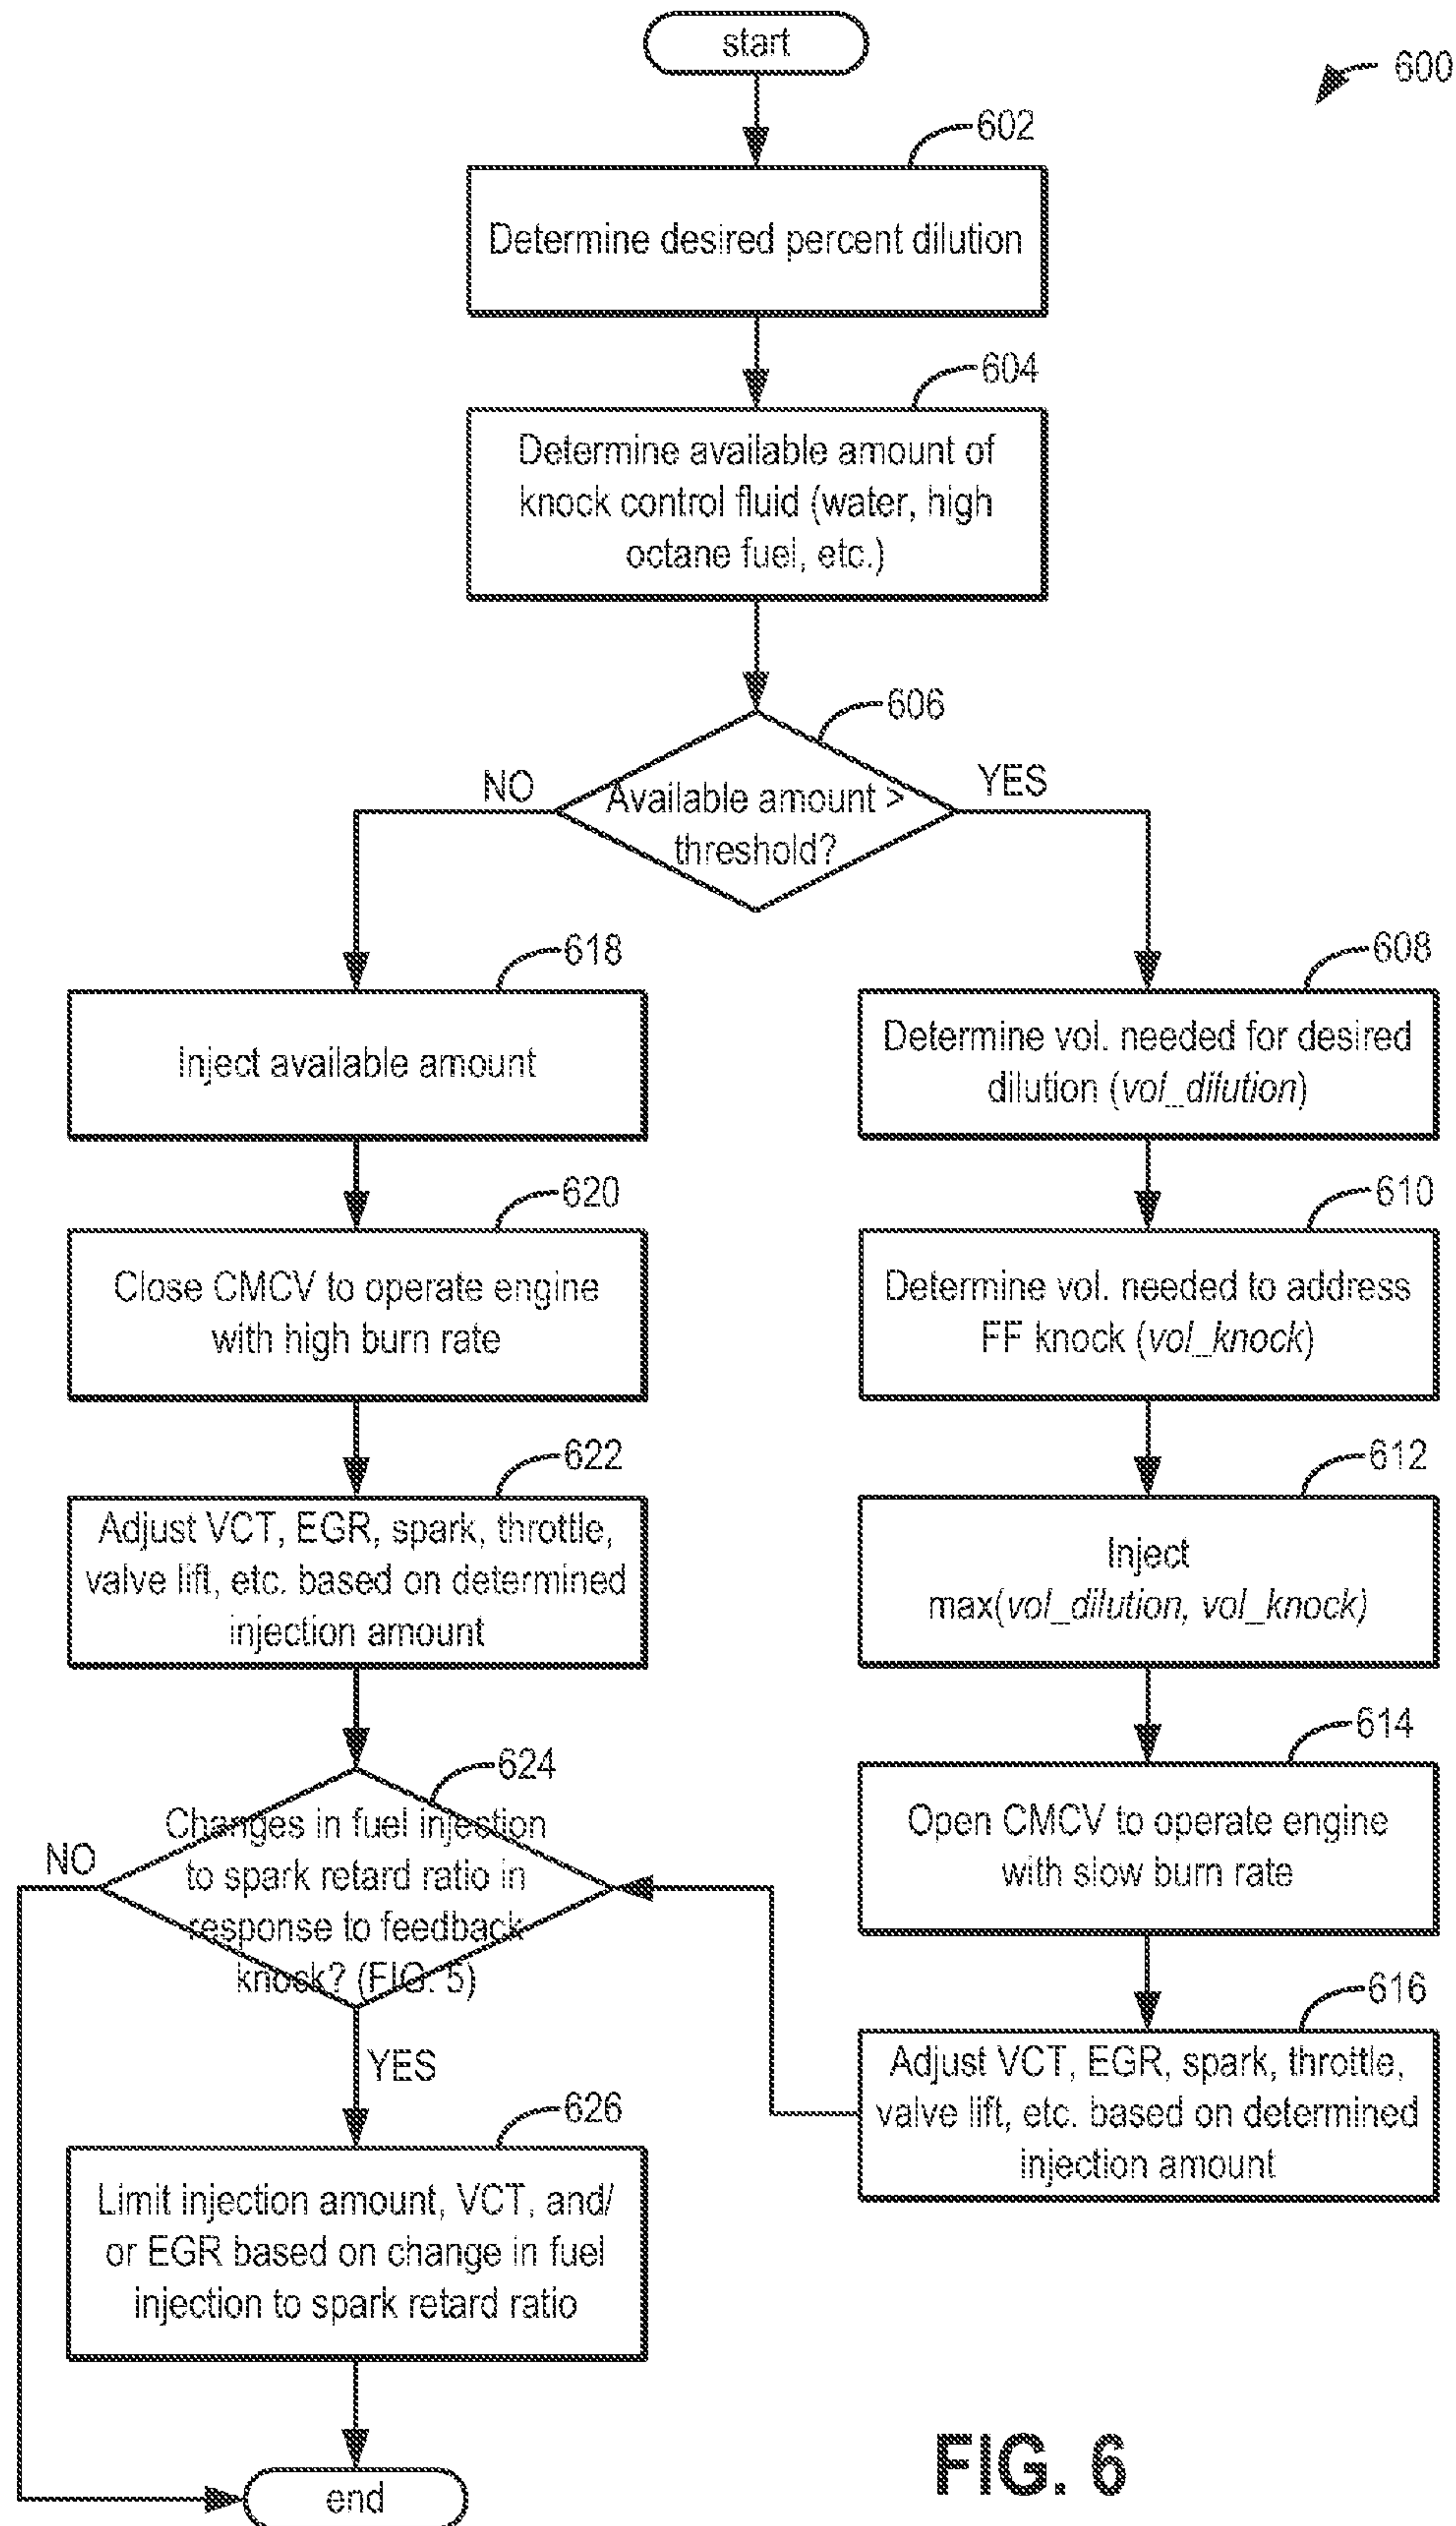 start
600
602
Determine desired percent dilution
604
Determine available amount of
knock control fluid (water, high
octane fuel, etc.)
606
NO
YES
Available amount >
threshold?
618
Inject available amount
608
Determine vol. needed for desired
dilution (vol_dilution)
620
Close CMCV to operate engine
with high burn rate
610
Determine vol. needed to address
FF knock (vol_knock)
622
Adjust VCT, EGR, spark, throttle,
valve lift, etc. based on determined
injection amount
612
Inject
max(vol_dilution, vol_knock)
624
Changes in fuel injection
to spark retard ratio in
response to feedback
knock? (FIG. 5)
NO
YES
614
Open CMCV to operate engine
with slow burn rate
616
Adjust VCT, EGR, spark, throttle,
valve lift, etc. based on determined
injection amount
626
Limit injection amount, VCT, and/
or EGR based on change in fuel
injection to spark retard ratio
end
FIG. 6